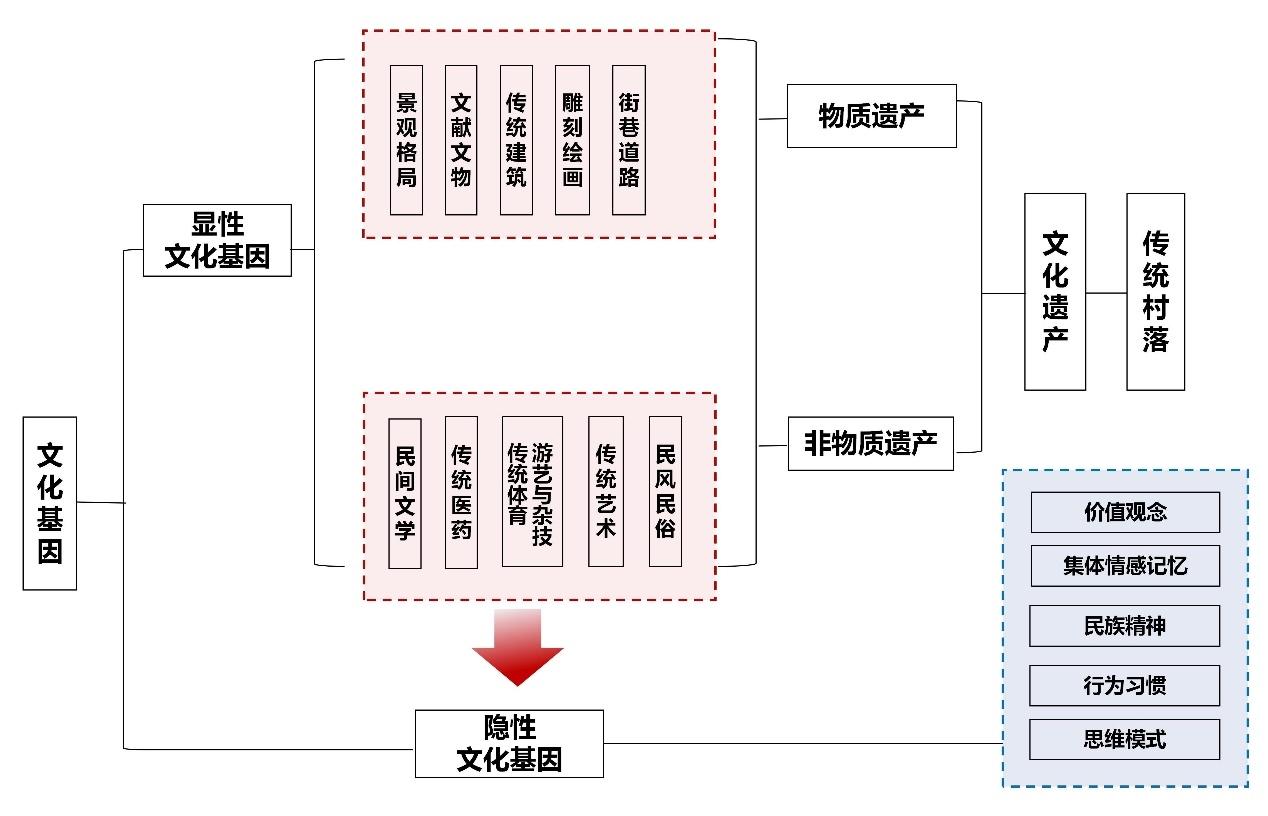 景观格局
文献文物
传统建筑
雕刻绘画
街巷道路
物质遗产
显性
文化基因
文化遗产
传统村落
文化基因
民间文学
传统医药
游艺与杂技
传统体育
传统艺术
民风民俗
非物质遗产
价值观念
集体情感记忆
民族精神
行为习惯
思维模式
隐性
文化基因